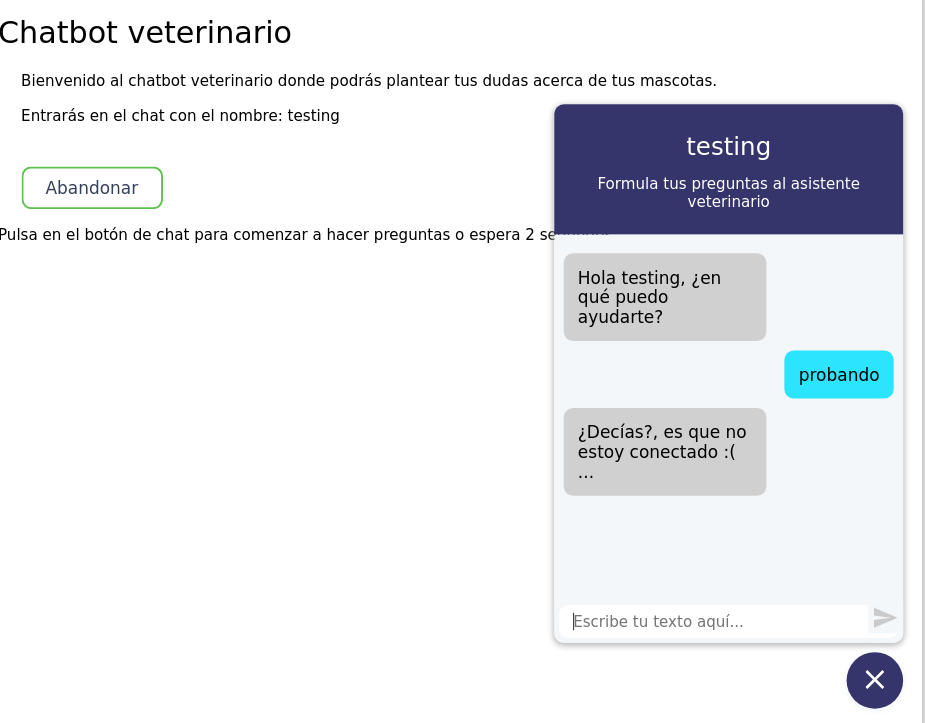 Chatbot veterinario
Bienvenido al chatbot veterinario donde podrás plantear tus dudas acerca de tus mascotas.
Entrarás en el chat con el nombre: testing
Abandonar
Pulsa en el botón de chat para comenzar a hacer preguntas o espera 2
testing
Formula tus preguntas al asistente
veterinario
Hola testing, ¿en
qué puedo
ayudarte?
probando
¿Decías?, es que no
estoy conectado :(
...
Escribe tu texto aquí...